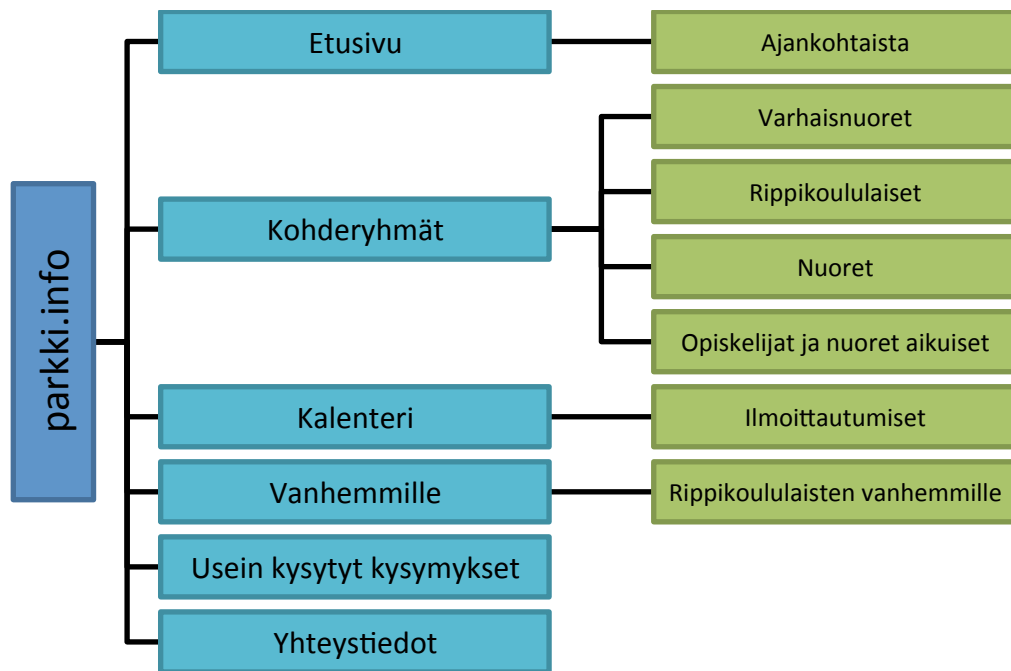 parkki.info
Etusivu
Ajankohtaista
Kohderyhmät
Varhaisnuoret
Rippikoululaiset
Nuoret
Opiskelijat ja nuoret aikuiset
Kalenteri
Ilmoittautumiset
Vanhemmille
Rippikoululaisten vanhemmille
Usein kysytyt kysymykset
Yhteystiedot